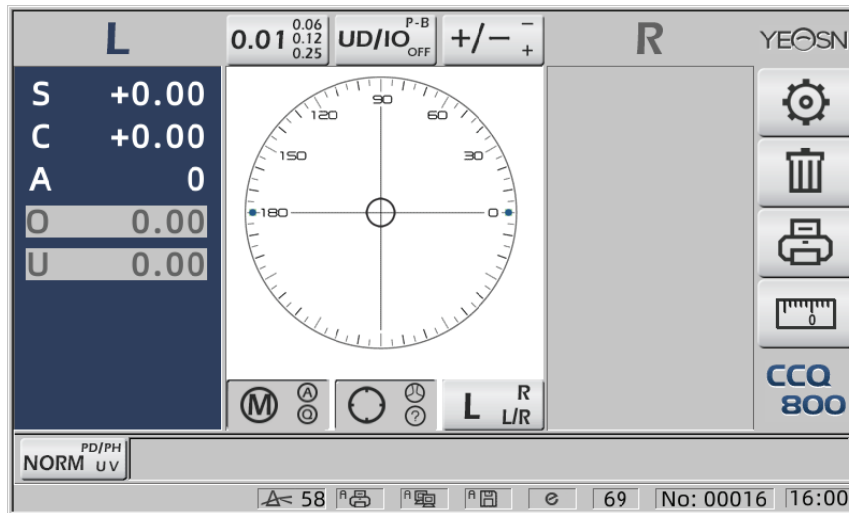 L
0.01 0.06
0.12
0.25
UD/IO P-B
OFF
+/− −
+
R
YEOSN
S +0.00
C +0.00
A 0
O 0.00
U 0.00
90
120
60
150
30
180
0
0
M A
Q
?
L R
L/R
CCQ
800
NORM PD/PH
UV
58
A
A
A
e
69
No: 00016
16:00